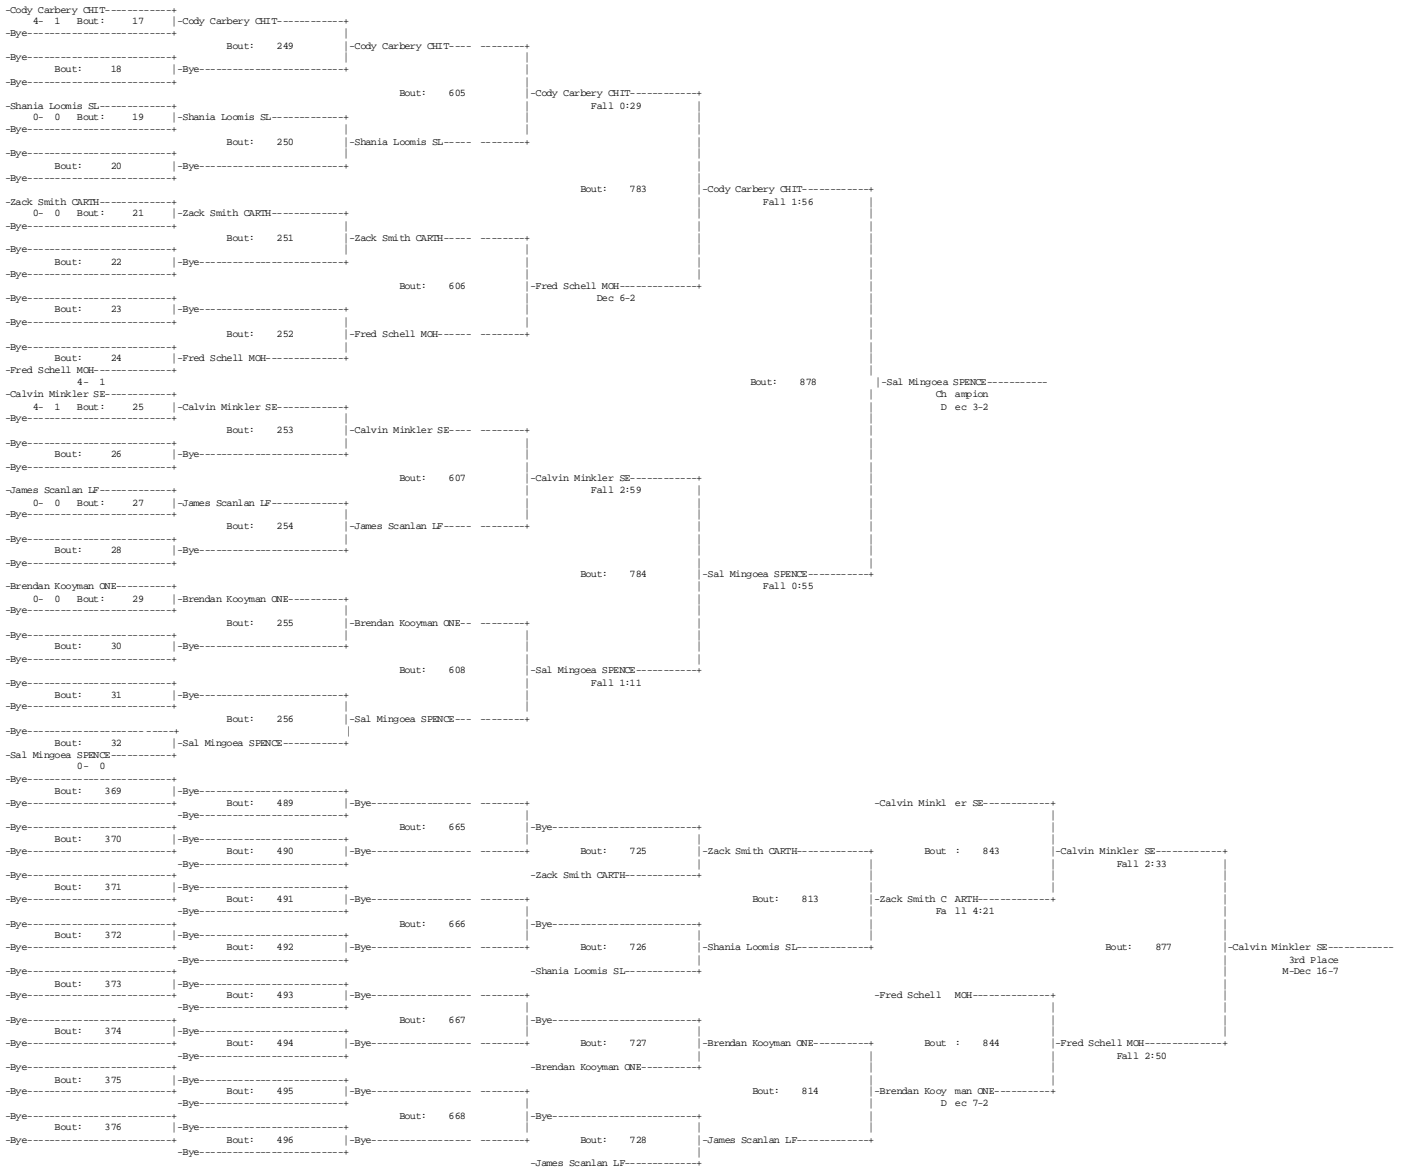 -Cody Carbery CHIT------------+
4- 1 Bout: 17 |-Cody Carbery CHIT------------+
-Bye--------------------------+ |
Bout: 249 |-Cody Carbery CHIT---- --------+
-Bye--------------------------+ | |
Bout: 18 |-Bye--------------------------+ |
-Bye--------------------------+ |
Bout: 605 |-Cody Carbery CHIT------------+
-Shania Loomis SL-------------+ | Fall 0:29 |
0- 0 Bout: 19 |-Shania Loomis SL-------------+ | |
-Bye--------------------------+ | | |
Bout: 250 |-Shania Loomis SL----- --------+ |
-Bye--------------------------+ | |
Bout: 20 |-Bye--------------------------+ |
-Bye--------------------------+ |
Bout: 783 |-Cody Carbery CHIT------------+
-Zack Smith CARTH-------------+ | Fall 1:56 |
0- 0 Bout: 21 |-Zack Smith CARTH-------------+ | |
-Bye--------------------------+ | | |
Bout: 251 |-Zack Smith CARTH----- --------+ | |
-Bye--------------------------+ | | | |
Bout: 22 |-Bye--------------------------+ | | |
-Bye--------------------------+ | | |
Bout: 606 |-Fred Schell MOH--------------+ |
-Bye--------------------------+ | Dec 6-2 |
Bout: 23 |-Bye--------------------------+ | |
-Bye--------------------------+ | | |
Bout: 252 |-Fred Schell MOH------ --------+ |
-Bye--------------------------+ | |
Bout: 24 |-Fred Schell MOH--------------+ |
-Fred Schell MOH--------------+ |
4- 1 Bout: 878 |-Sal Mingoea SPENCE-----------
-Calvin Minkler SE------------+ | Ch ampion
4- 1 Bout: 25 |-Calvin Minkler SE------------+ | D ec 3-2
-Bye--------------------------+ | |
Bout: 253 |-Calvin Minkler SE---- --------+ |
-Bye--------------------------+ | | |
Bout: 26 |-Bye--------------------------+ | |
-Bye--------------------------+ | |
Bout: 607 |-Calvin Minkler SE------------+ |
-James Scanlan LF-------------+ | Fall 2:59 | |
0- 0 Bout: 27 |-James Scanlan LF-------------+ | | |
-Bye--------------------------+ | | | |
Bout: 254 |-James Scanlan LF----- --------+ | |
-Bye--------------------------+ | | |
Bout: 28 |-Bye--------------------------+ | |
-Bye--------------------------+ | |
Bout: 784 |-Sal Mingoea SPENCE-----------+
-Brendan Kooyman ONE----------+ | Fall 0:55
0- 0 Bout: 29 |-Brendan Kooyman ONE----------+ |
-Bye--------------------------+ | |
Bout: 255 |-Brendan Kooyman ONE-- --------+ |
-Bye--------------------------+ | | |
Bout: 30 |-Bye--------------------------+ | |
-Bye--------------------------+ | |
Bout: 608 |-Sal Mingoea SPENCE-----------+
-Bye--------------------------+ | Fall 1:11
Bout: 31 |-Bye--------------------------+ |
-Bye--------------------------+ | |
Bout: 256 |-Sal Mingoea SPENCE--- --------+
-Bye--------------------- -----+ |
Bout: 32 |-Sal Mingoea SPENCE-----------+
-Sal Mingoea SPENCE-----------+
0- 0
-Bye--------------------------+
Bout: 369 |-Bye--------------------------+
-Bye--------------------------+ Bout: 489 |-Bye------------------ --------+ -Calvin Minkl er SE------------+
-Bye--------------------------+ | |
-Bye--------------------------+ Bout: 665 |-Bye--------------------------+ |
Bout: 370 |-Bye--------------------------+ | | |
-Bye--------------------------+ Bout: 490 |-Bye------------------ --------+ Bout: 725 |-Zack Smith CARTH-------------+ Bout : 843 |-Calvin Minkler SE------------+
-Bye--------------------------+ | | | Fall 2:33 |
-Bye--------------------------+ -Zack Smith CARTH-------------+ | | |
Bout: 371 |-Bye--------------------------+ | | |
-Bye--------------------------+ Bout: 491 |-Bye------------------ --------+ Bout: 813 |-Zack Smith C ARTH-------------+ |
-Bye--------------------------+ | | Fa ll 4:21 |
-Bye--------------------------+ Bout: 666 |-Bye--------------------------+ | |
Bout: 372 |-Bye--------------------------+ | | | |
-Bye--------------------------+ Bout: 492 |-Bye------------------ --------+ Bout: 726 |-Shania Loomis SL-------------+ Bout: 877 |-Calvin Minkler SE------------
-Bye--------------------------+ | | 3rd Place
-Bye--------------------------+ -Shania Loomis SL-------------+ | M-Dec 16-7
Bout: 373 |-Bye--------------------------+ |
-Bye--------------------------+ Bout: 493 |-Bye------------------ --------+ -Fred Schell MOH--------------+ |
-Bye--------------------------+ | | |
-Bye--------------------------+ Bout: 667 |-Bye--------------------------+ | |
Bout: 374 |-Bye--------------------------+ | | | |
-Bye--------------------------+ Bout: 494 |-Bye------------------ --------+ Bout: 727 |-Brendan Kooyman ONE----------+ Bout : 844 |-Fred Schell MOH--------------+
-Bye--------------------------+ | | | Fall 2:50
-Bye--------------------------+ -Brendan Kooyman ONE----------+ | |
Bout: 375 |-Bye--------------------------+ | |
-Bye--------------------------+ Bout: 495 |-Bye------------------ --------+ Bout: 814 |-Brendan Kooy man ONE----------+
-Bye--------------------------+ | | D ec 7-2
-Bye--------------------------+ Bout: 668 |-Bye--------------------------+ |
Bout: 376 |-Bye--------------------------+ | | |
-Bye--------------------------+ Bout: 496 |-Bye------------------ --------+ Bout: 728 |-James Scanlan LF-------------+
-Bye--------------------------+ |
-James Scanlan LF-------------+